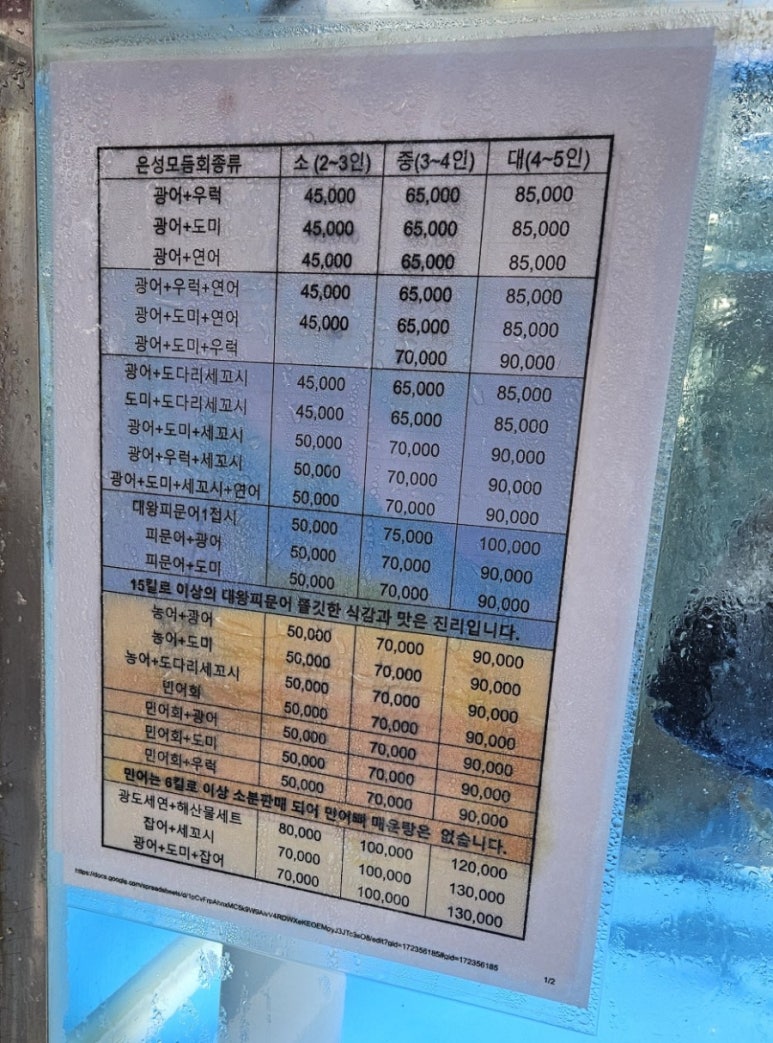 은성모듬회종류 소 (2~3인) 중(3~4인) 대(4~5인)
광어+우럭 45,000 65,000 85,000
광어+도미 45,000 65,000 85,000
광어+연어 45,000 65,000 85,000
광어+우럭+연어 45,000 65,000 85,000
광어+도미+연어 45,000 65,000 85,000
광어+도미+우럭 70,000 90,000
광어+도다리세꼬시 45,000 65,000 85,000
도미+도다리세꼬시 45,000 65,000 85,000
광어+도미+세꼬시 50,000 70,000 90,000
광어+우럭+세꼬시 50,000 70,000 90,000
광어+도미+세꼬시+연어 50,000 70,000 90,000
대왕피문어1접시 50,000 75,000 100,000
피문어+광어 50,000 70,000 90,000
피문어+도미 50,000 70,000 90,000
15킬로 이상의 대왕피문어 쫄깃한 식감과 맛은 진리입니다.
농어+광어 50,000 70,000 90,000
농어+도미 50,000 70,000 90,000
농어+도다리세꼬시 50,000 70,000 90,000
민어회 50,000 70,000 90,000
민어회+광어 50,000 70,000 90,000
민어회+도미 50,000 70,000 90,000
민어회+우럭 50,000 70,000 90,000
민어는 6킬로 이상 소분판매 되어 민어뼈 매운탕은 없습니다.
광도세연+해산물세트 80,000 100,000 120,000
잡어+세꼬시 70,000 100,000 130,000
광어+도미+잡어 70,000 100,000 130,000
1/2